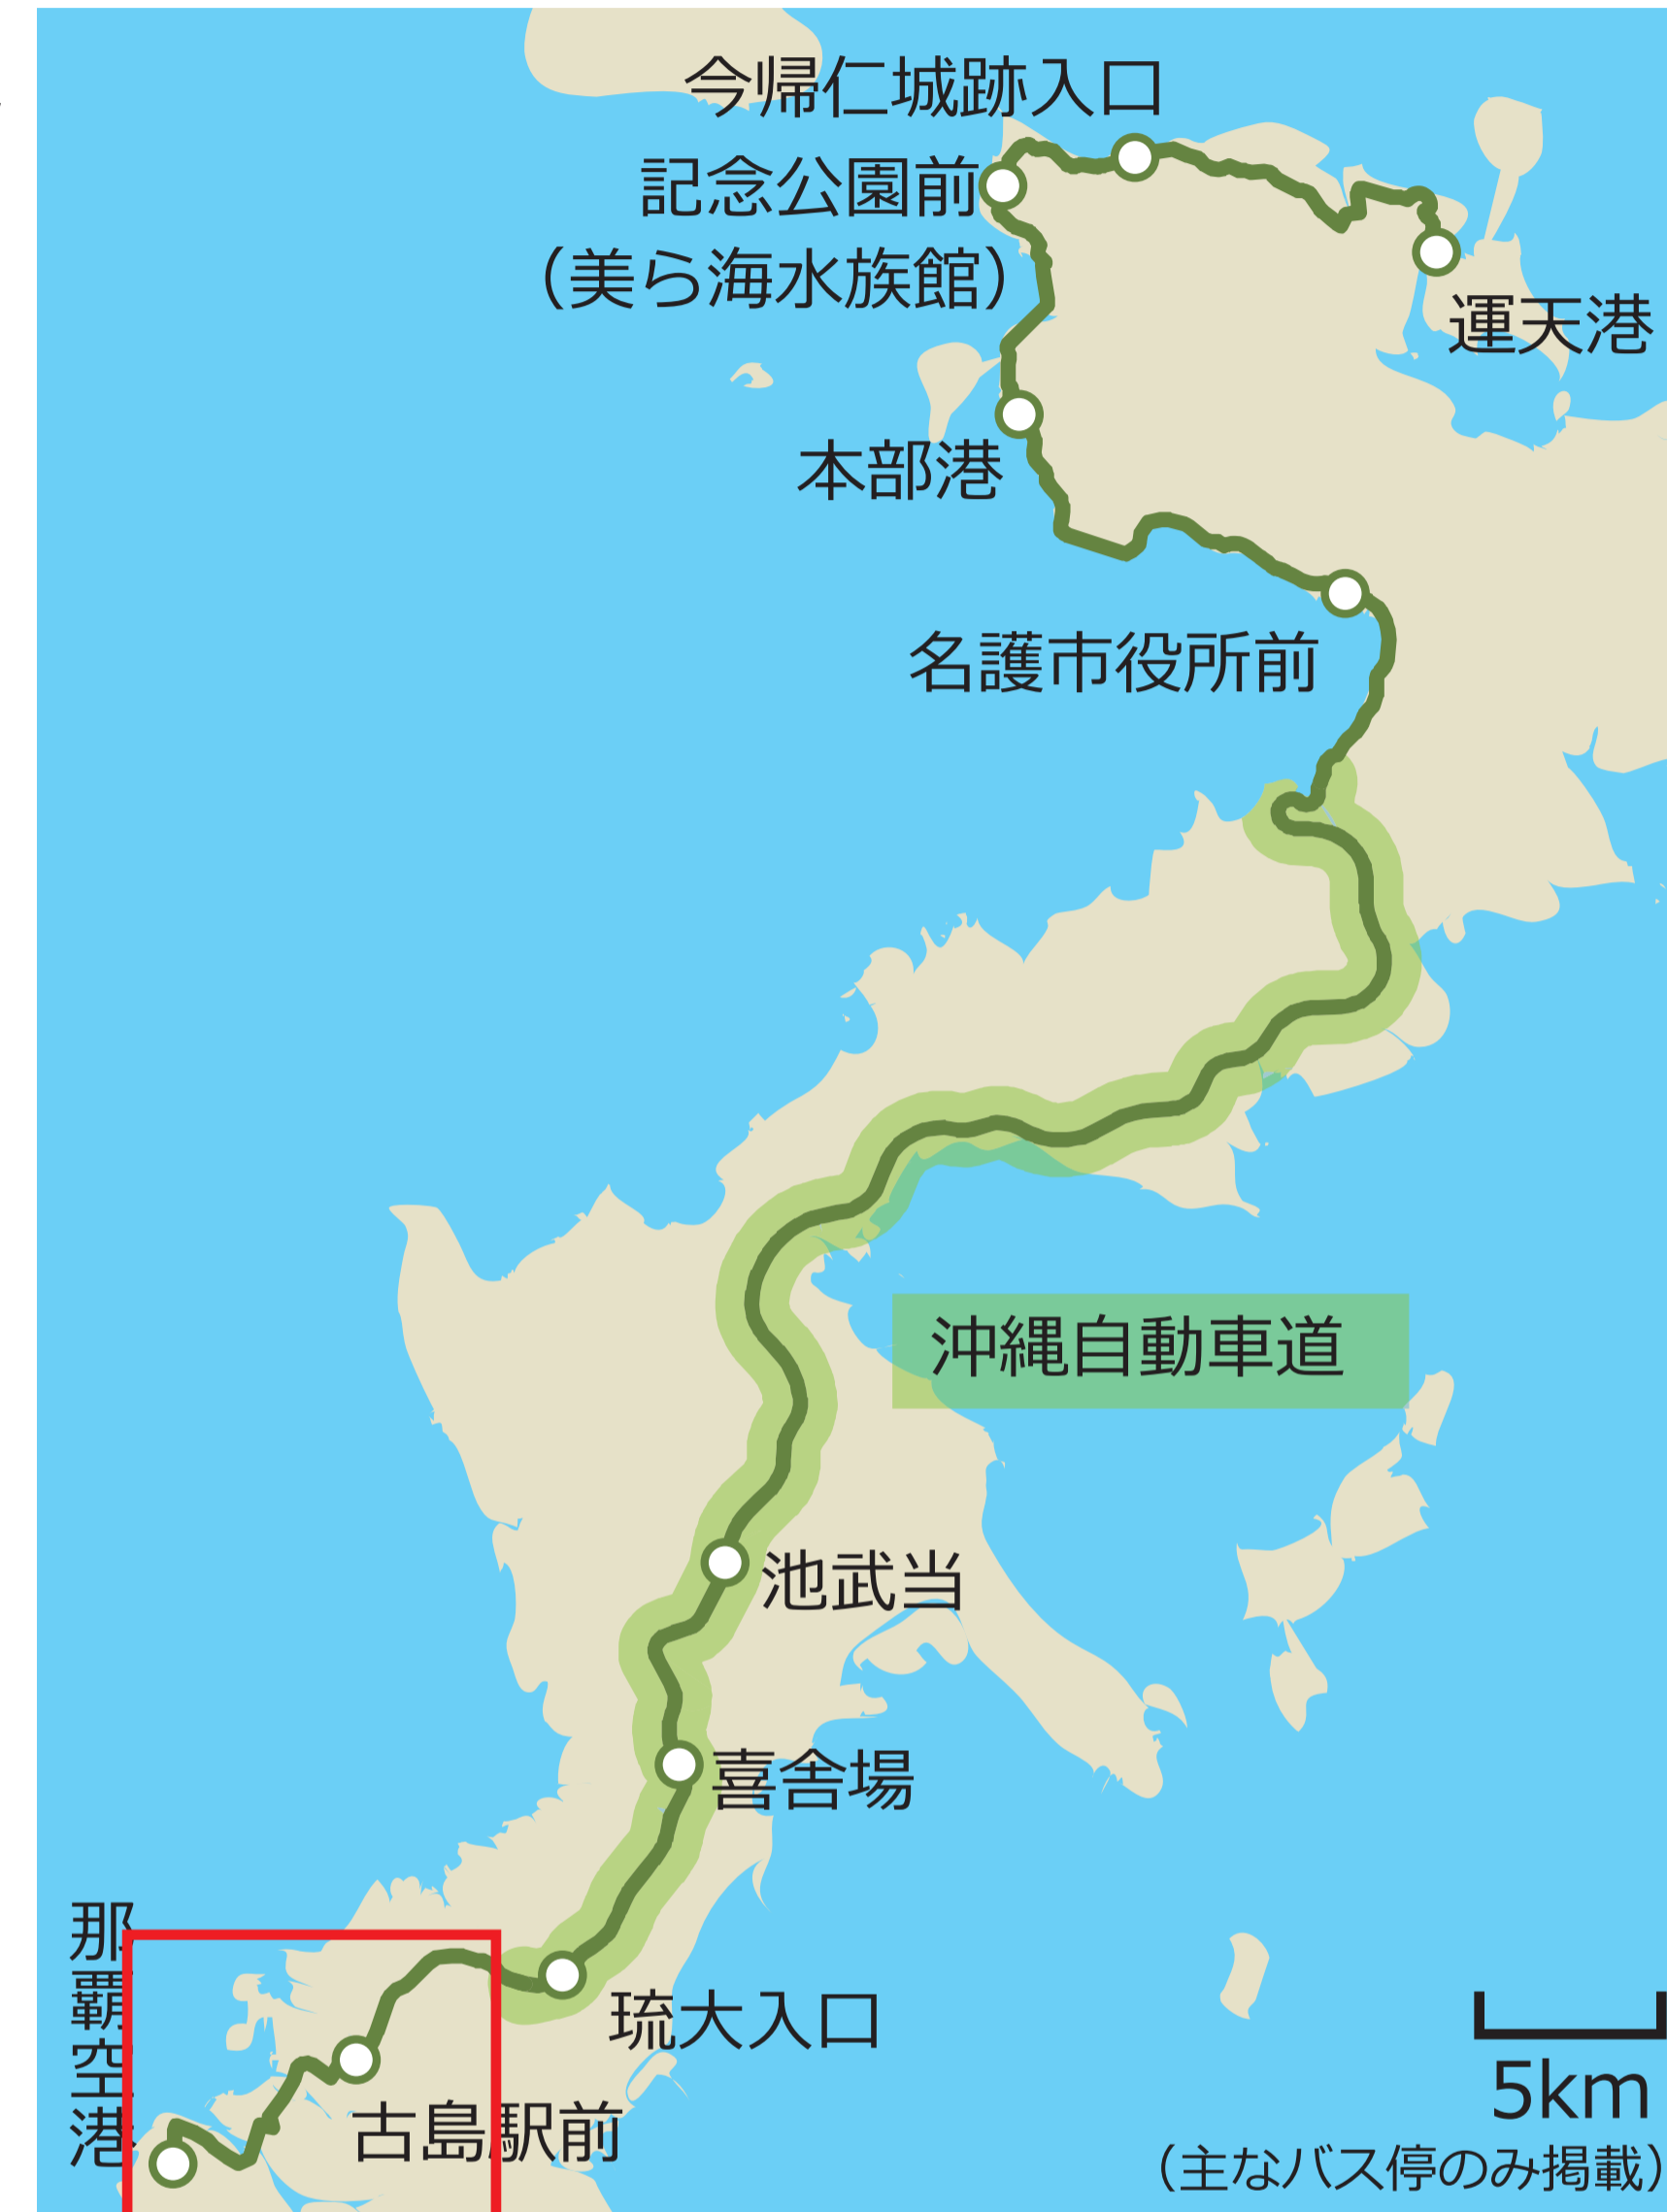 今帰仁城跡入口
記念公園前
（美ら海水族館）
運天港
本部港
名護市役所前
沖縄自動車道
池武当
喜舎場
那覇空港
琉大入口
古島駅前
5km
（主なバス停のみ掲載）